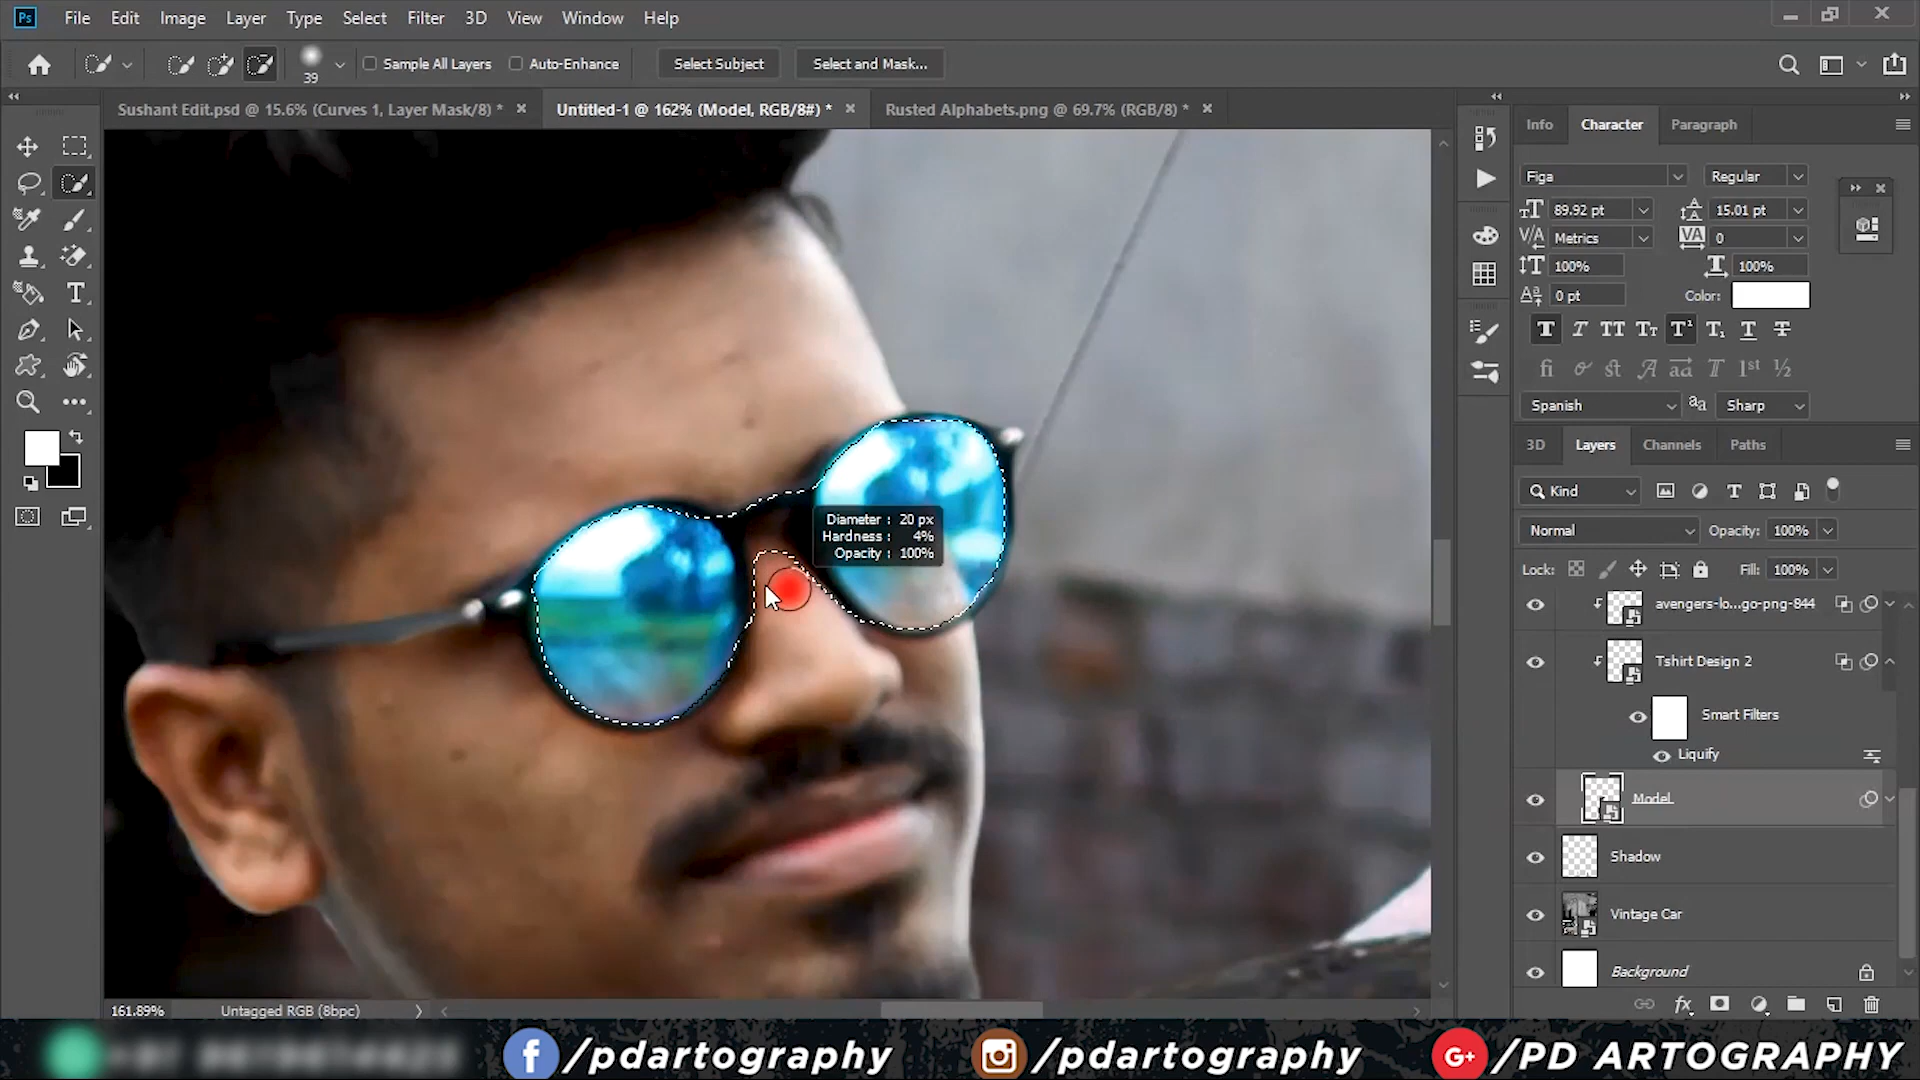 Ps File Edit Image Layer Type Select Filter 3D View Window Help
39 Sample All Layers Auto-Enhance Select Subject Select and Mask...
Sushant Edit.psd @ 15.6% (Curves 1, Layer Mask/8) * Untitled-1 @ 162% (Model, RGB/8#) * Rusted Alphabets.png @ 69.7% (RGB/8) *
Info Character Paragraph
Figa Regular
89.92 pt 15.01 pt
Metrics 0
100% 100%
0 pt Color:
Spanish Sharp
3D Layers Channels Paths
Kind
Normal Opacity: 100%
Lock: Fill: 100%
avengers-lo...go-png-844
Tshirt Design 2
Smart Filters
Liquify
Model
Shadow
Vintage Car
Background
Diameter : 20 px
Hardness : 4%
Opacity : 100%
161.89% Untagged RGB (8bpc)
f /pdartography /pdartography G+ /PD ARTOGRAPHY